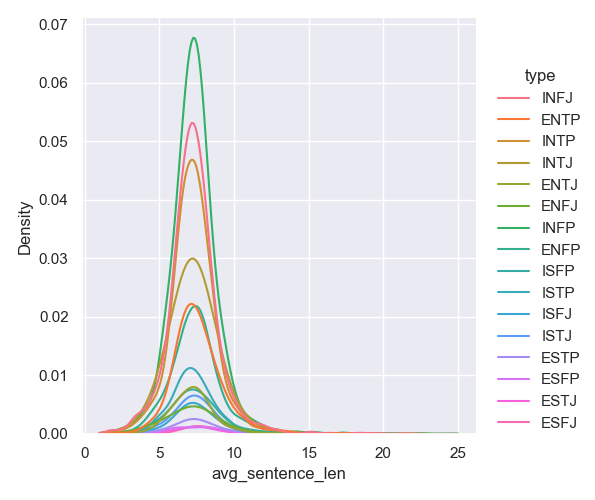 0.07
0.06
0.05
0.04
0.03
0.02
0.01
0.00
Density
0 5 10 15 20 25
avg_sentence_len
type
INFJ
ENTP
INTP
INTJ
ENTJ
ENFJ
INFP
ENFP
ISFP
ISTP
ISFJ
ISTJ
ESTP
ESFP
ESTJ
ESFJ